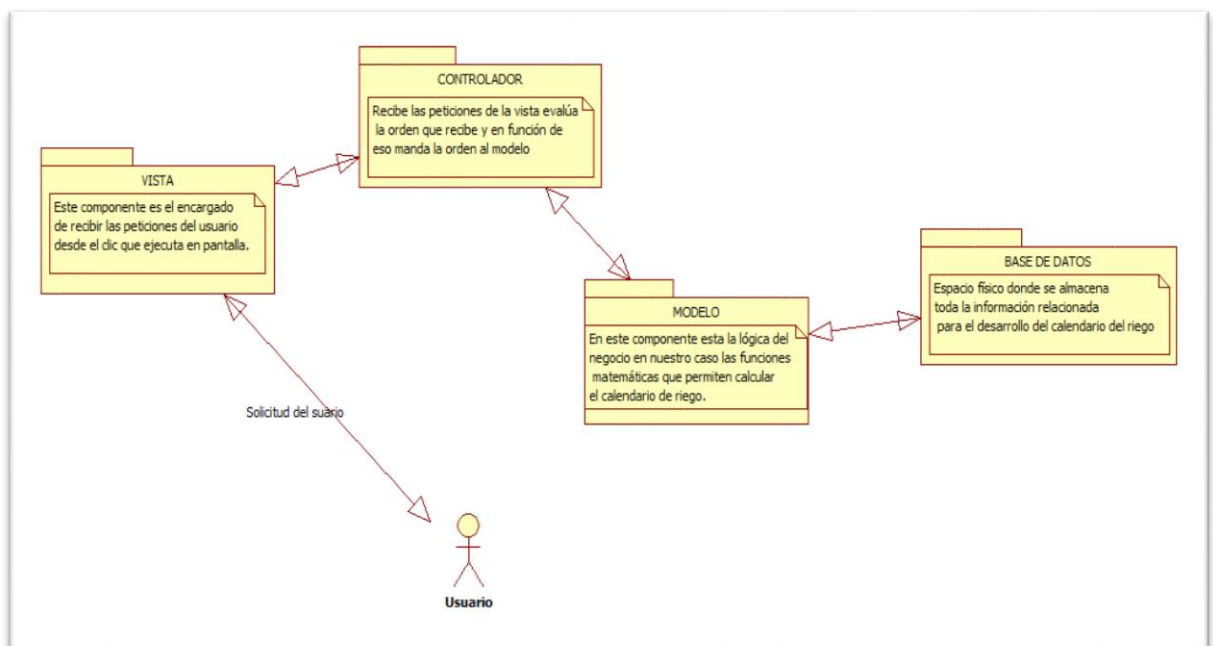 CONTROLADOR
Recibe las peticiones de la vista evalúa
la orden que recibe y en función de
eso manda la orden al modelo
VISTA
Este componente es el encargado
de recibir las peticiones del usuario
desde el clic que ejecuta en pantalla.
BASE DE DATOS
Espacio físico donde se almacena
toda la información relacionada
para el desarrollo del calendario del riego
MODELO
En este componente esta la lógica del
negocio en nuestro caso las funciones
matemáticas que permiten calcular
el calendario de riego.
Solicitud del suario
Usuario